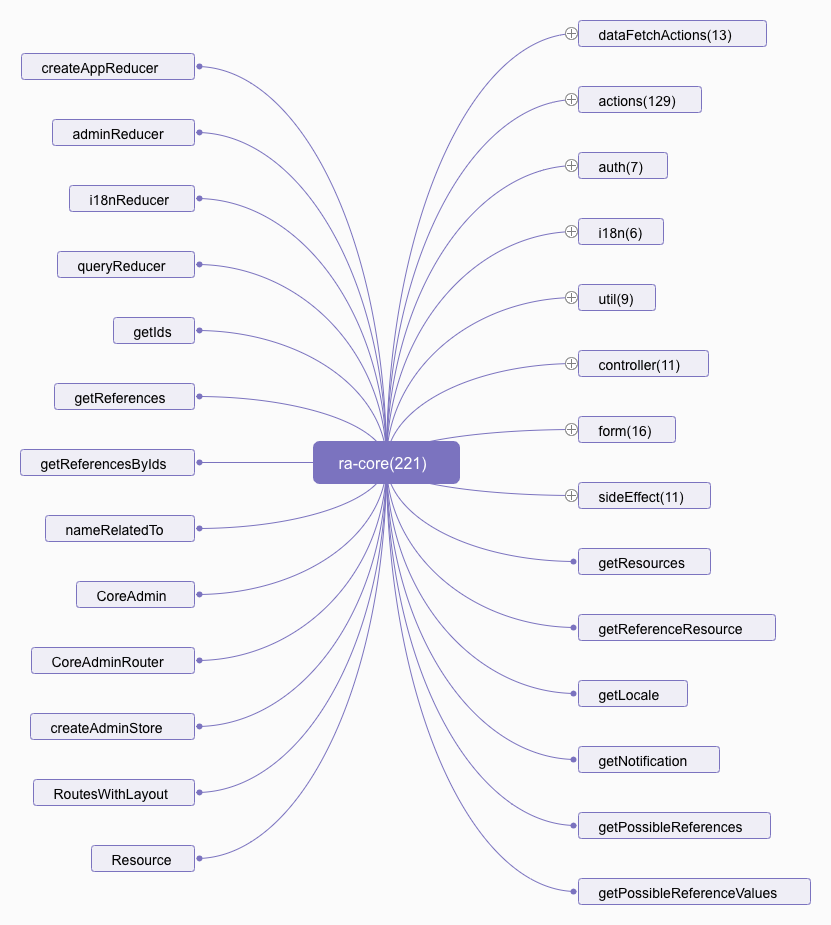 createAppReducer
adminReducer
i18nReducer
queryReducer
getIds
getReferences
getReferencesByIds
nameRelatedTo
CoreAdmin
CoreAdminRouter
createAdminStore
RoutesWithLayout
Resource
ra-core(221)
dataFetchActions(13)
actions(129)
auth(7)
i18n(6)
util(9)
controller(11)
form(16)
sideEffect(11)
getResources
getReferenceResource
getLocale
getNotification
getPossibleReferences
getPossibleReferenceValues